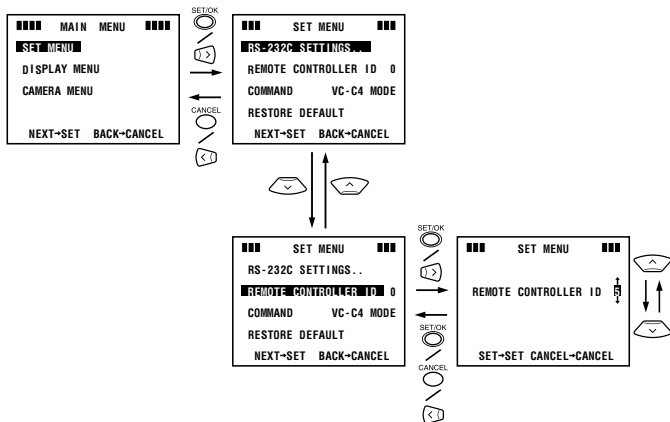 MAIN MENU
SET MENU
DISPLAY MENU
CAMERA MENU
NEXT→SET BACK→CANCEL
SET/OK
CANCEL
SET MENU
RS-232C SETTINGS..
REMOTE CONTROLLER ID 0
COMMAND VC-C4 MODE
RESTORE DEFAULT
NEXT→SET BACK→CANCEL
SET MENU
RS-232C SETTINGS..
REMOTE CONTROLLER ID 0
COMMAND VC-C4 MODE
RESTORE DEFAULT
NEXT→SET BACK→CANCEL
SET/OK
SET/OK
CANCEL
SET MENU
REMOTE CONTROLLER ID 5
SET→SET CANCEL→CANCEL